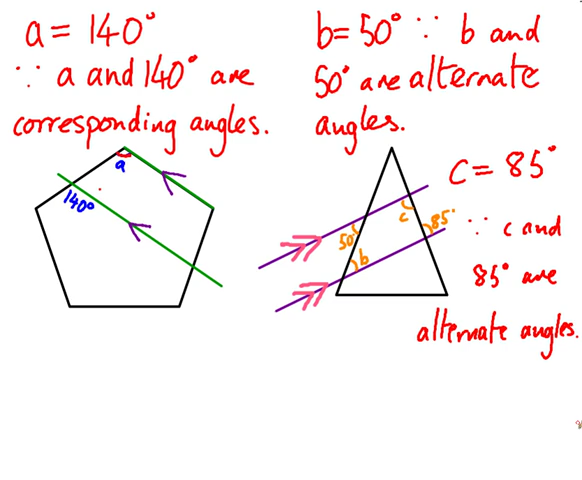 a = 140°
∵ a and 140° are
corresponding angles.
a
140°
b = 50° ∵ b and
50° are alternate
angles.
50°
b
c
85°
c = 85°
∵ c and
85° are
alternate angles.